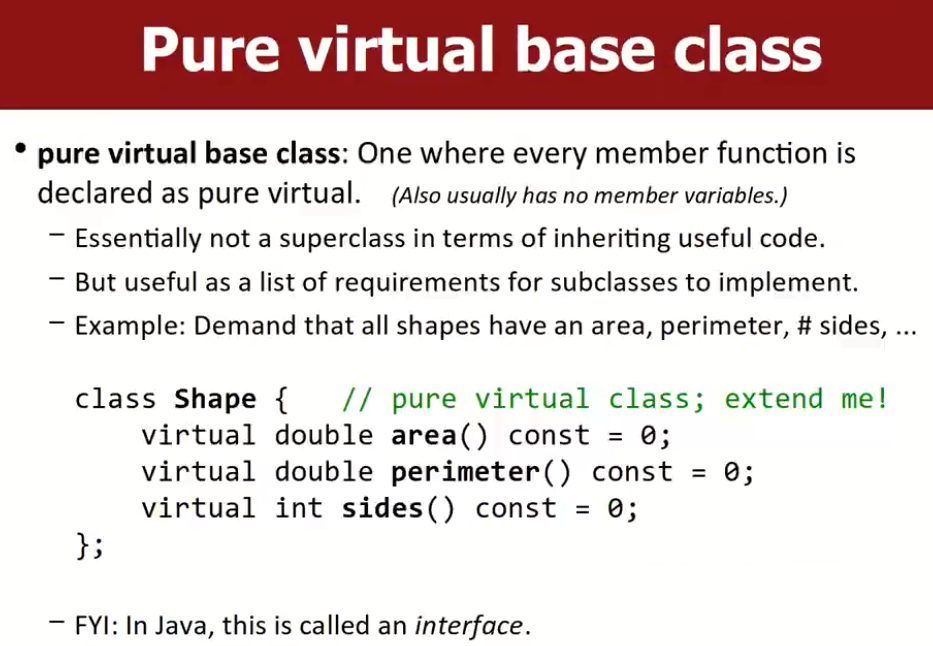 Pure virtual base class
• pure virtual base class: One where every member function is
declared as pure virtual. (Also usually has no member variables.)
– Essentially not a superclass in terms of inheriting useful code.
– But useful as a list of requirements for subclasses to implement.
– Example: Demand that all shapes have an area, perimeter, # sides, ...
class Shape { // pure virtual class; extend me!
    virtual double area() const = 0;
    virtual double perimeter() const = 0;
    virtual int sides() const = 0;
};
– FYI: In Java, this is called an interface.